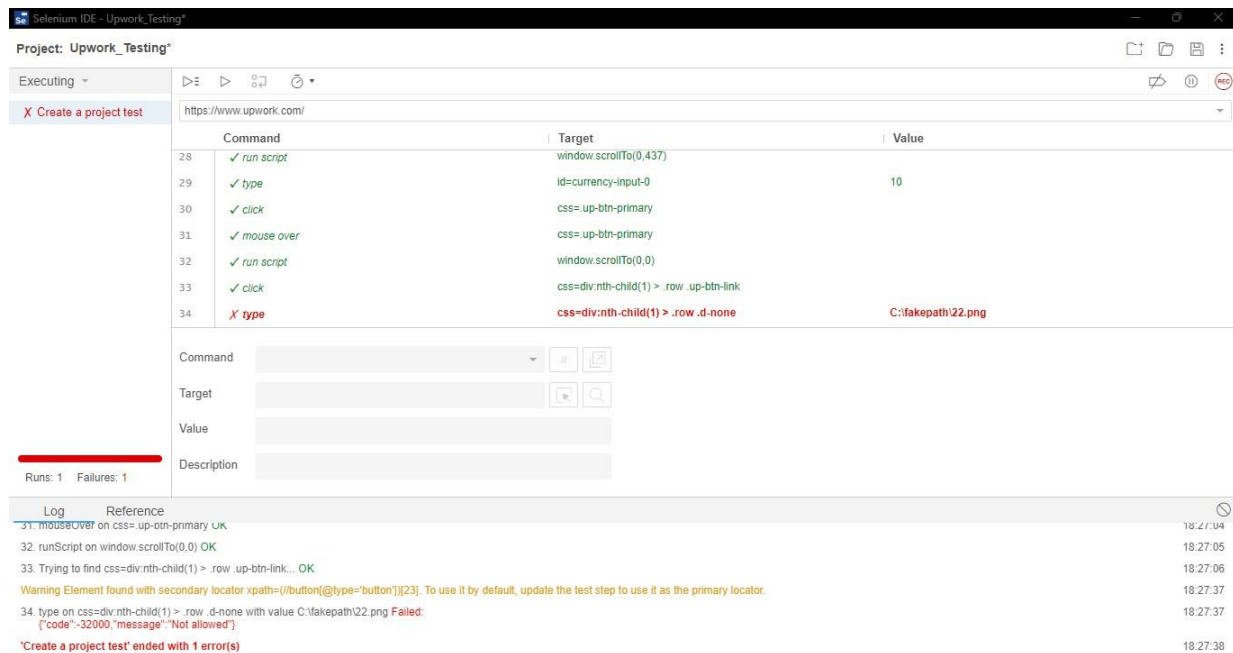 Selenium IDE - Upwork_Testing*
Project: Upwork_Testing*
Executing
REC
X Create a project test
https://www.upwork.com/
Command Target Value
28 ✓ run script window.scrollTo(0,437)
29 ✓ type id=currency-input-0 10
30 ✓ click css=.up-btn-primary
31 ✓ mouse over css=.up-btn-primary
32 ✓ run script window.scrollTo(0,0)
33 ✓ click css=div:nth-child(1) > .row .up-btn-link
34 X type css=div:nth-child(1) > .row .d-none C:\fakepath\22.png
Command //
Target
Value
Description
Runs: 1 Failures: 1
Log Reference
31. mouseOver on css=.up-btn-primary OK 18:27:04
32. runScript on window.scrollTo(0,0) OK 18:27:05
33. Trying to find css=div:nth-child(1) > .row .up-btn-link... OK 18:27:06
Warning Element found with secondary locator xpath=(//button[@type='button'])[23]. To use it by default, update the test step to use it as the primary locator. 18:27:37
34. type on css=div:nth-child(1) > .row .d-none with value C:\fakepath\22.png Failed: 18:27:37
{"code":-32000,"message":"Not allowed"}
'Create a project test' ended with 1 error(s) 18:27:38